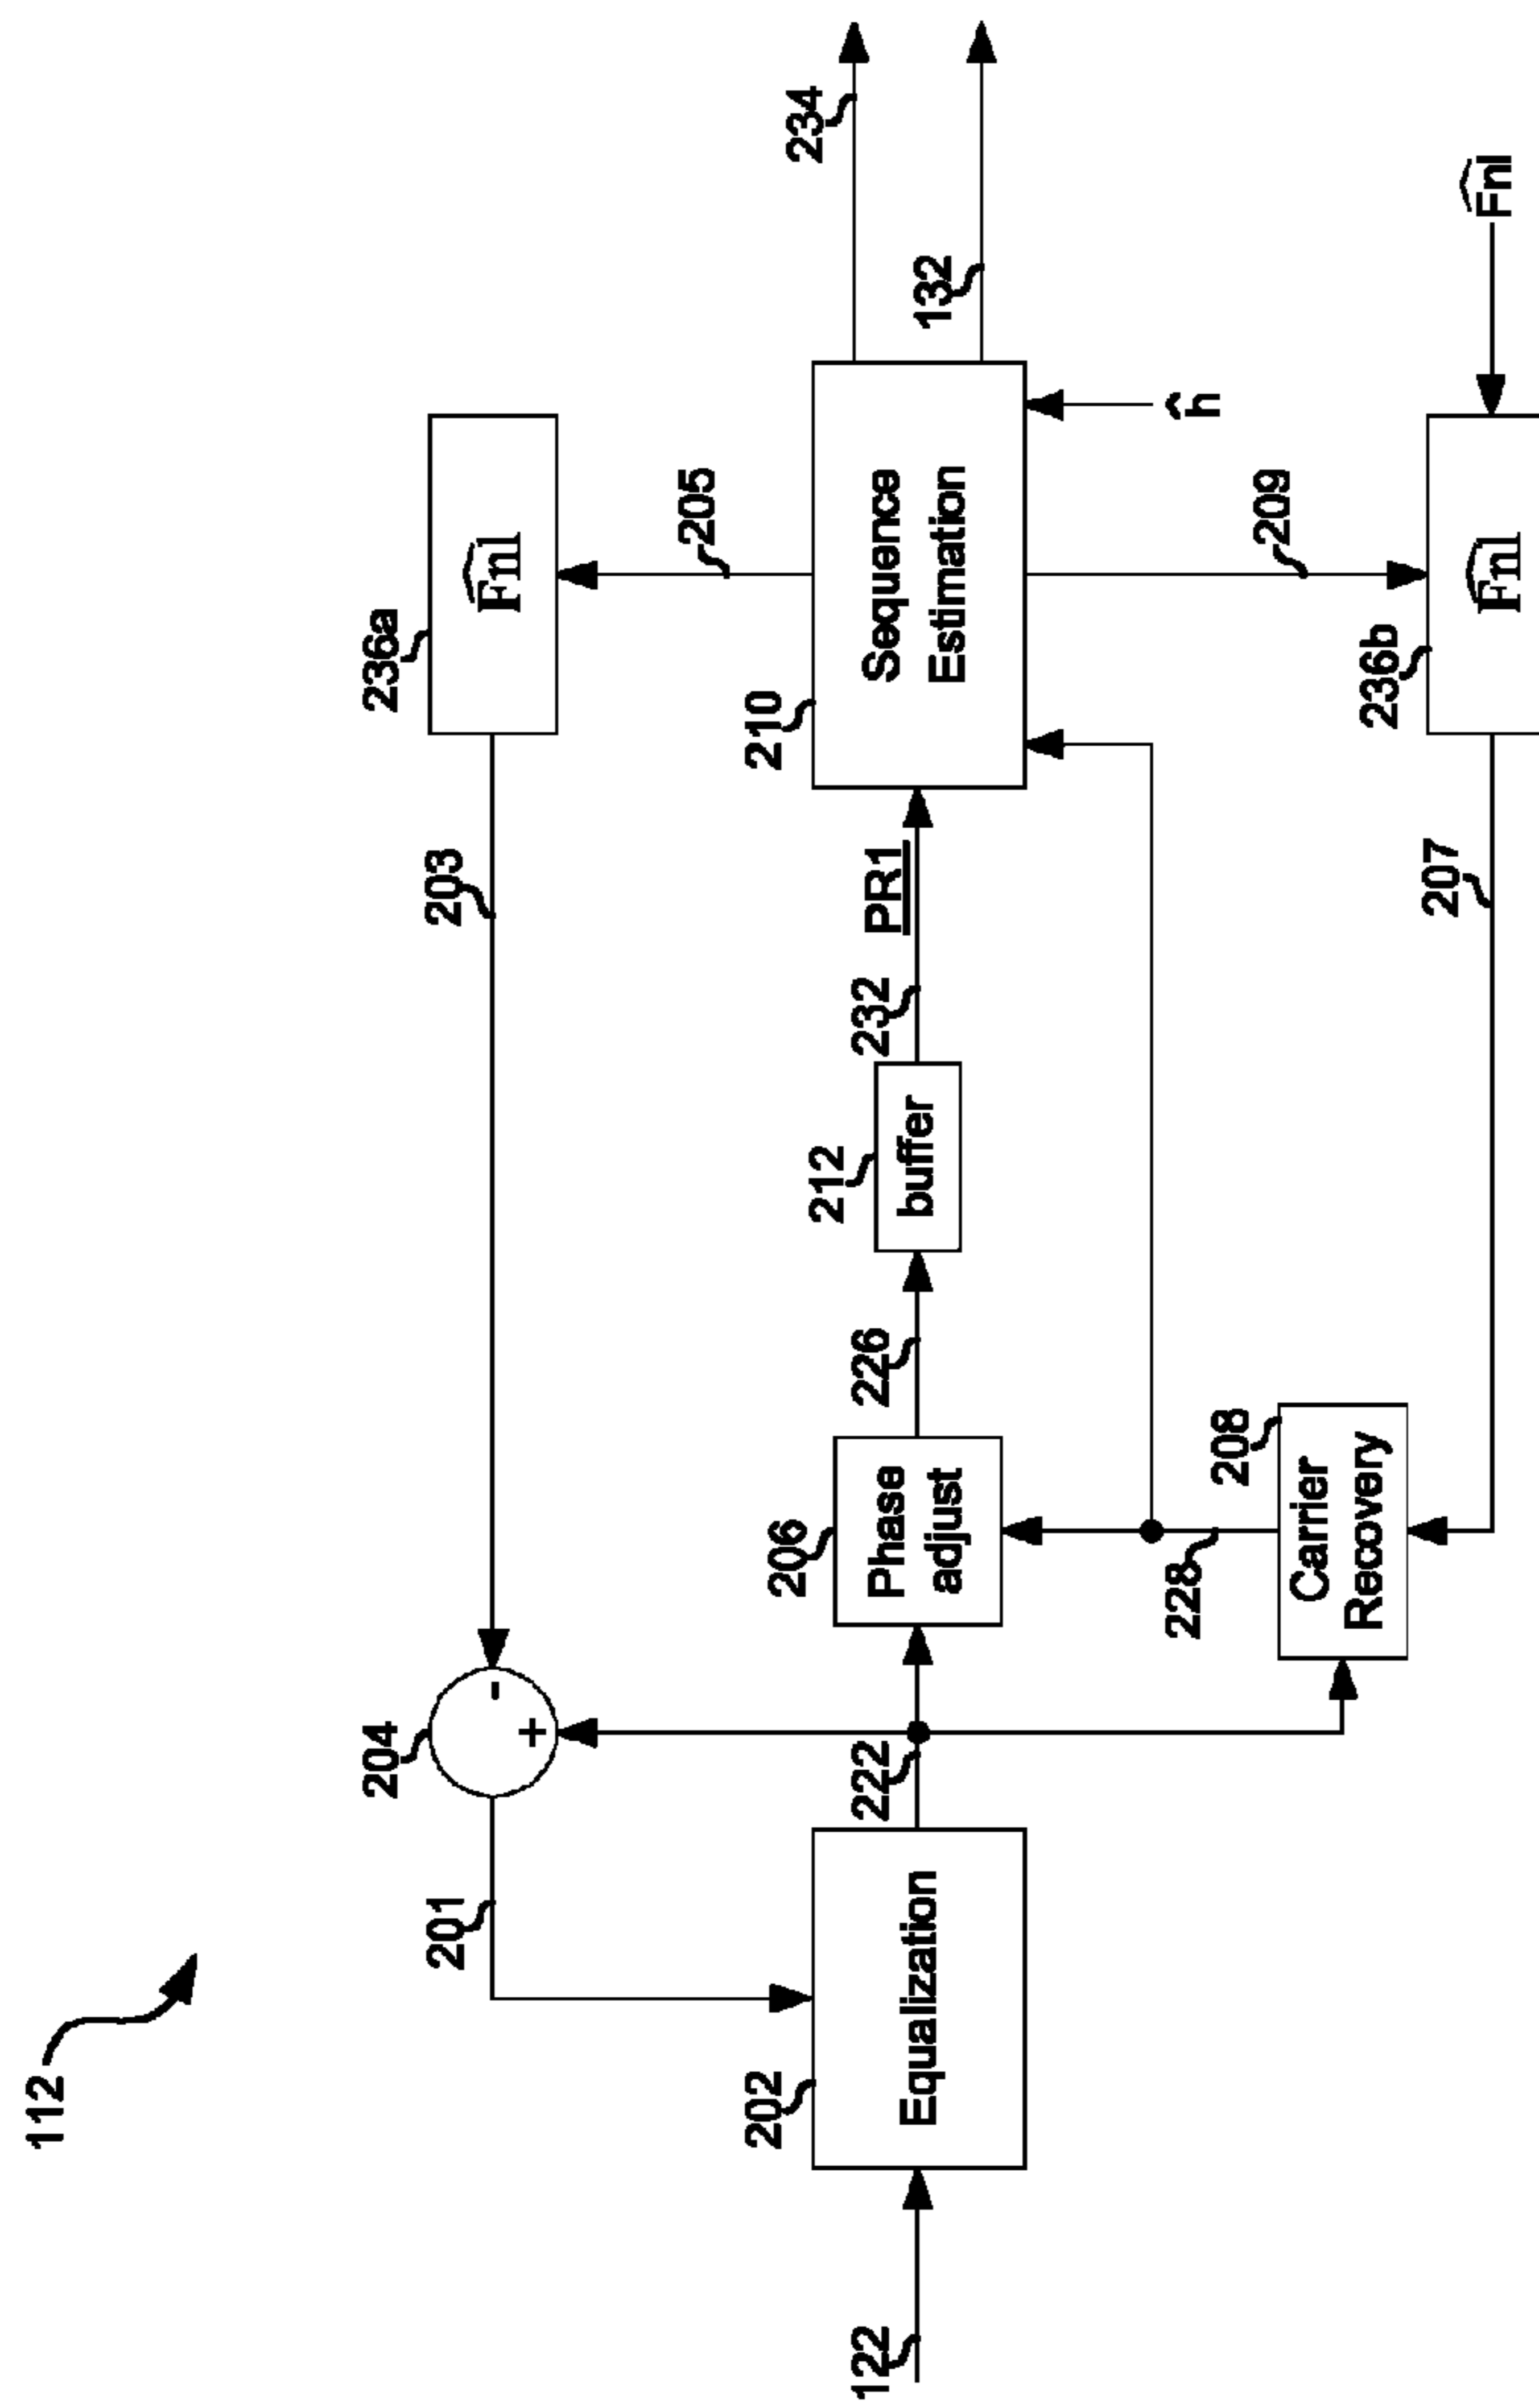 112
204
201
203
236a
F̂nl
205
234
122
202
Equalization
222
206
Phase
adjust
226
212
buffer
232
PR1
210
Sequence
Estimation
132
ĥ
-
+
228
208
Carrier
Recovery
207
209
236b
F̂nl
F̂nl